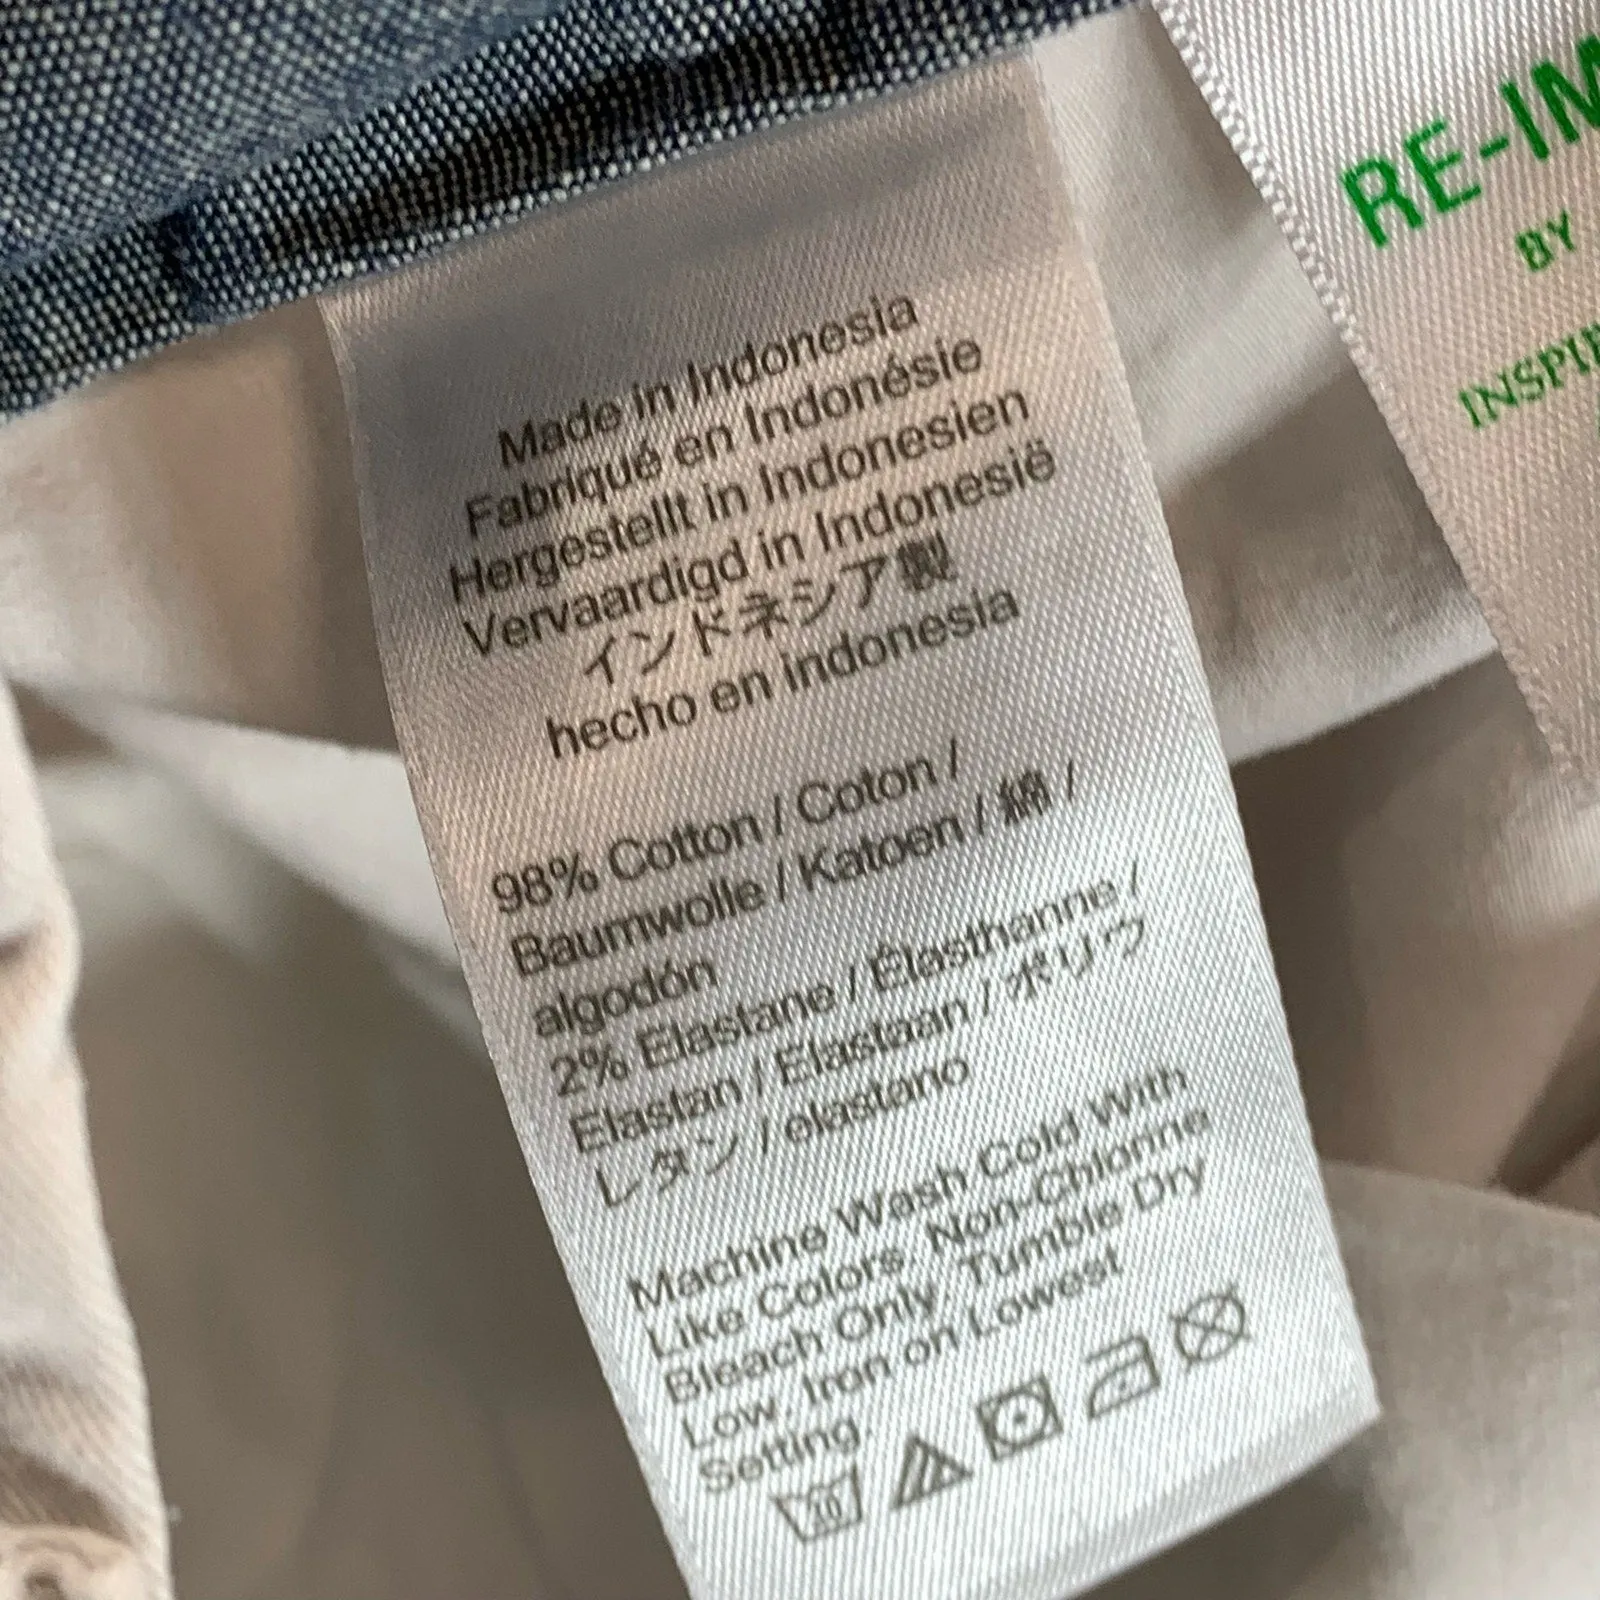 Made in Indonesia
Fabriqué en Indonésie
Hergestellt in Indonesien
Vervaardigd in Indonesië
インドネシア製
hecho en indonesia
98% Cotton / Coton /
Baumwolle / Katoen / 綿 /
algodón
2% Elastane / Élasthanne /
Elastan / Elastaan / ポリウ
レタン / elastano
Machine Wash Cold With
Like Colors. Non-Chlorine
Bleach Only. Tumble Dry
Low. Iron on Lowest
Setting.
30
RE-IM
BY
INSPI